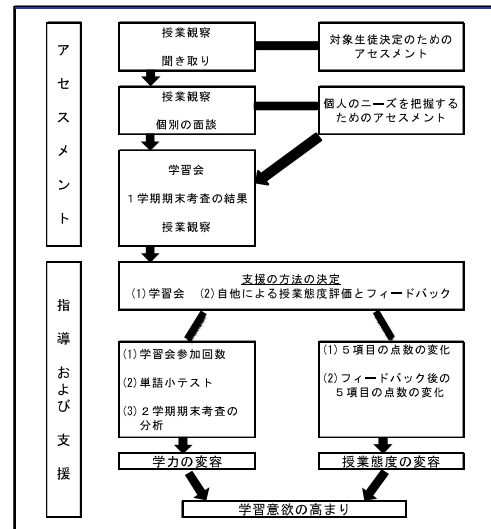 アセスメント
授業観察
聞き取り
対象生徒決定のための
アセスメント
授業観察
個別の面談
個人のニーズを把握する
ためのアセスメント
学習会
1学期期末考査の結果
授業観察
指導および支援
支援の方法の決定
(1)学習会 (2)自他による授業態度評価とフィードバック
(1)学習会参加回数
(2)単語小テスト
(3)2学期期末考査の
分析
(1)5項目の点数の変化
(2)フィードバック後の
5項目の点数の変化
学力の変容
授業態度の変容
学習意欲の高まり